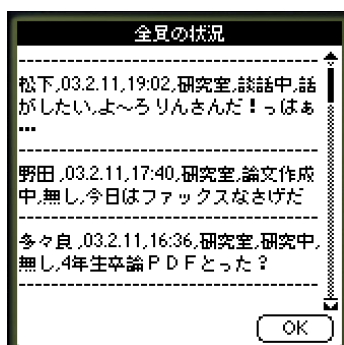 全員の状況
--------------------------------
松下,03.2.11,19:02,研究室,談話中,話
がしたい,よ～ろりんさんだ！っはぁ
...
--------------------------------
野田,03.2.11,17:40,研究室,論文作成
中,無し,今日はファックスなさげだ
--------------------------------
多々良,03.2.11,16:36,研究室,研究中,
無し,4年生卒論ＰＤＦとった？
--------------------------------
OK